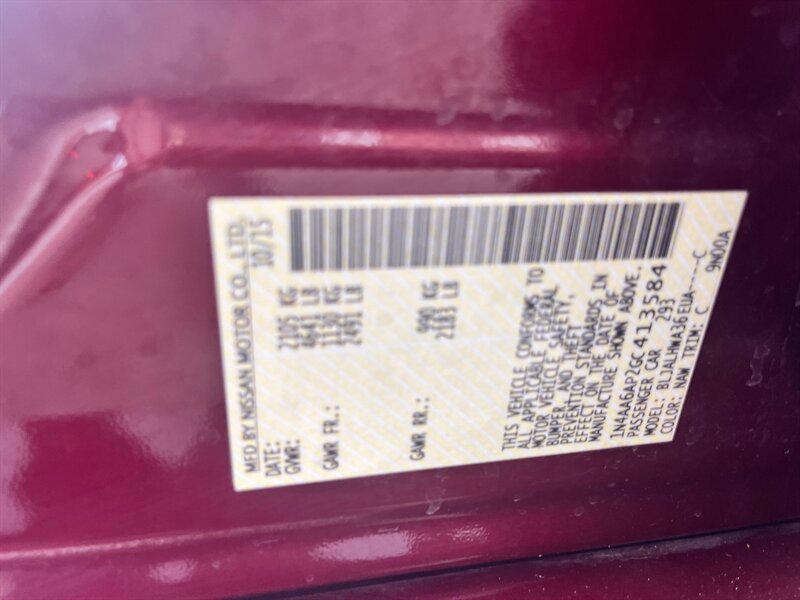 MFD BY NISSAN MOTOR CO., LTD.
DATE: 10/15
GVWR: 2105 KG
4641 LB
GAWR FR.: 1130 KG
2491 LB
GAWR RR.: 990 KG
2183 LB
THIS VEHICLE CONFORMS TO
ALL APPLICABLE FEDERAL
MOTOR VEHICLE SAFETY,
BUMPER, AND THEFT
PREVENTION STANDARDS IN
EFFECT ON THE DATE OF
MANUFACTURE SHOWN ABOVE.
1N4AA6AP2GC413584
PASSENGER CAR 293
MODEL: BLJALHWA36EUA----C
COLOR: NAW TRIM: C 9N00A